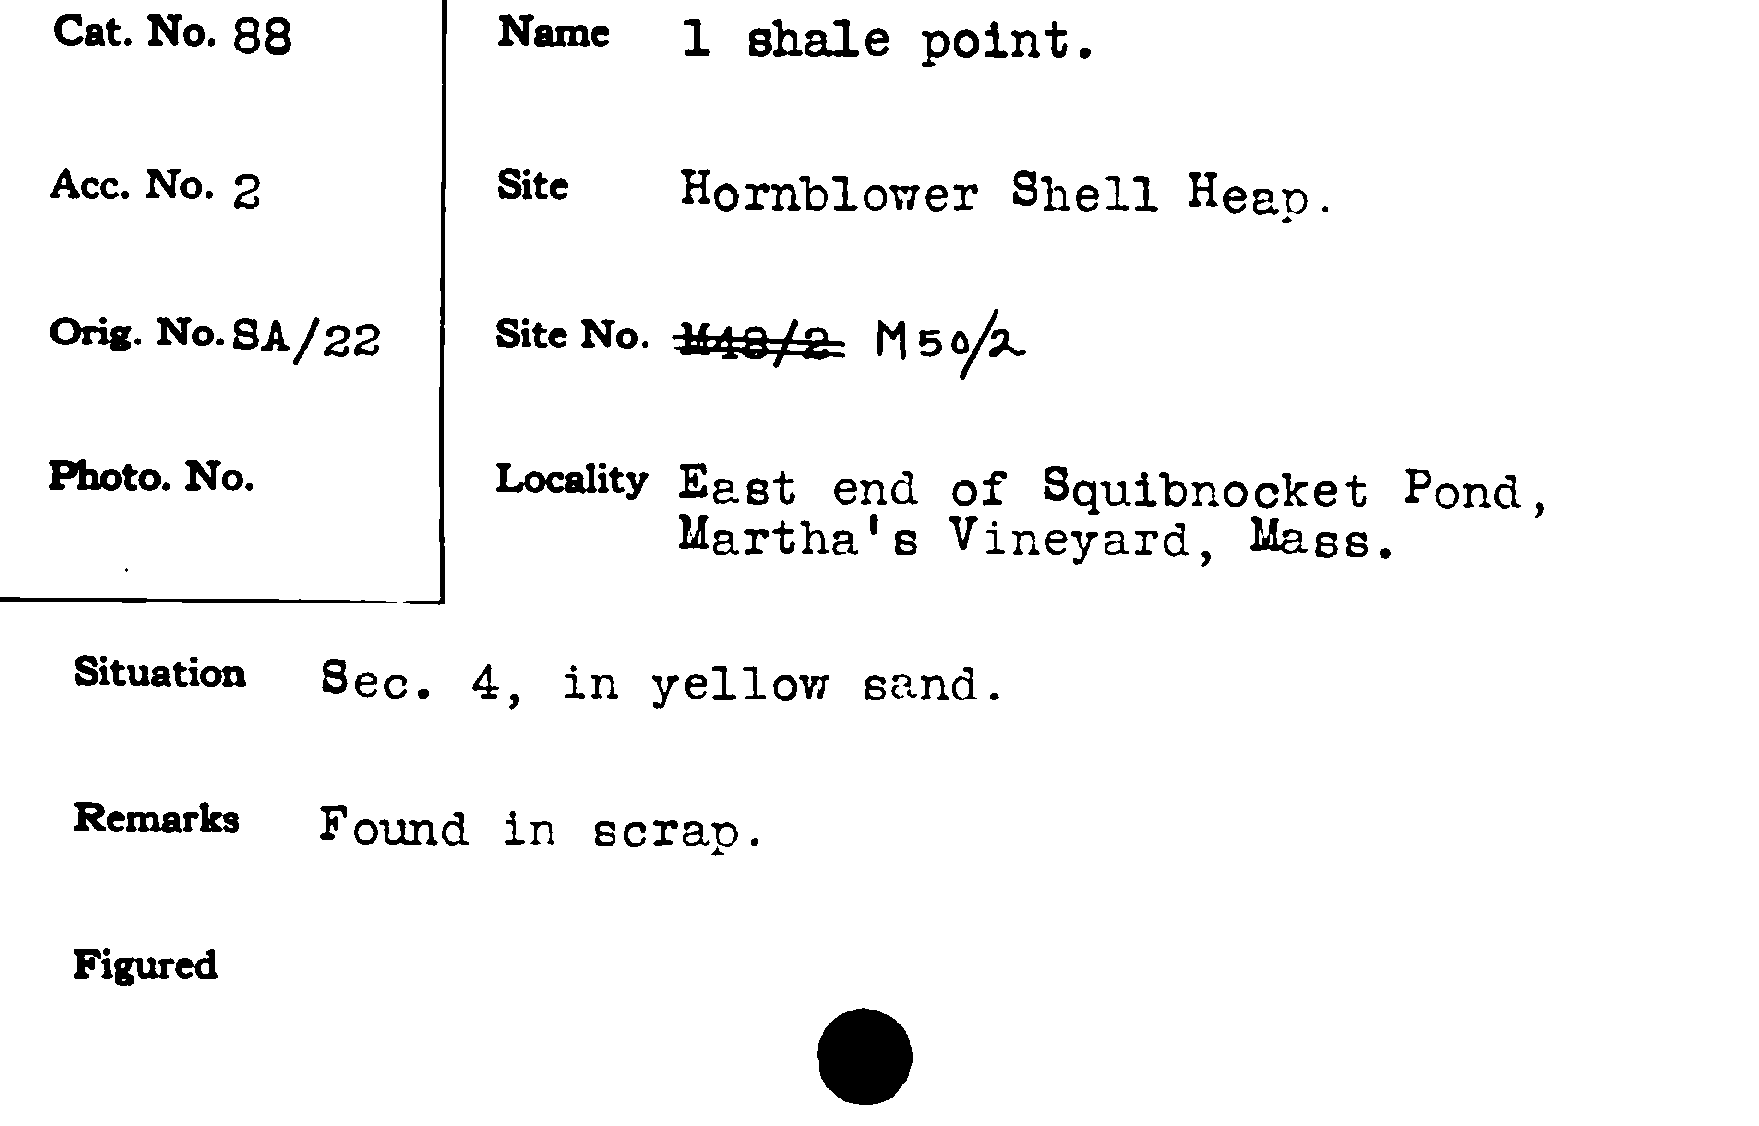 Cat. No. 88
Name 1 shale point.
Acc. No. 2
Site Hornblower Shell Heap.
Orig. No. SA/22
Site No. M48/2 M50/2
Photo. No.
Locality East end of Squibnocket Pond,
Martha's Vineyard, Mass.
Situation Sec. 4, in yellow sand.
Remarks Found in scrap.
Figured